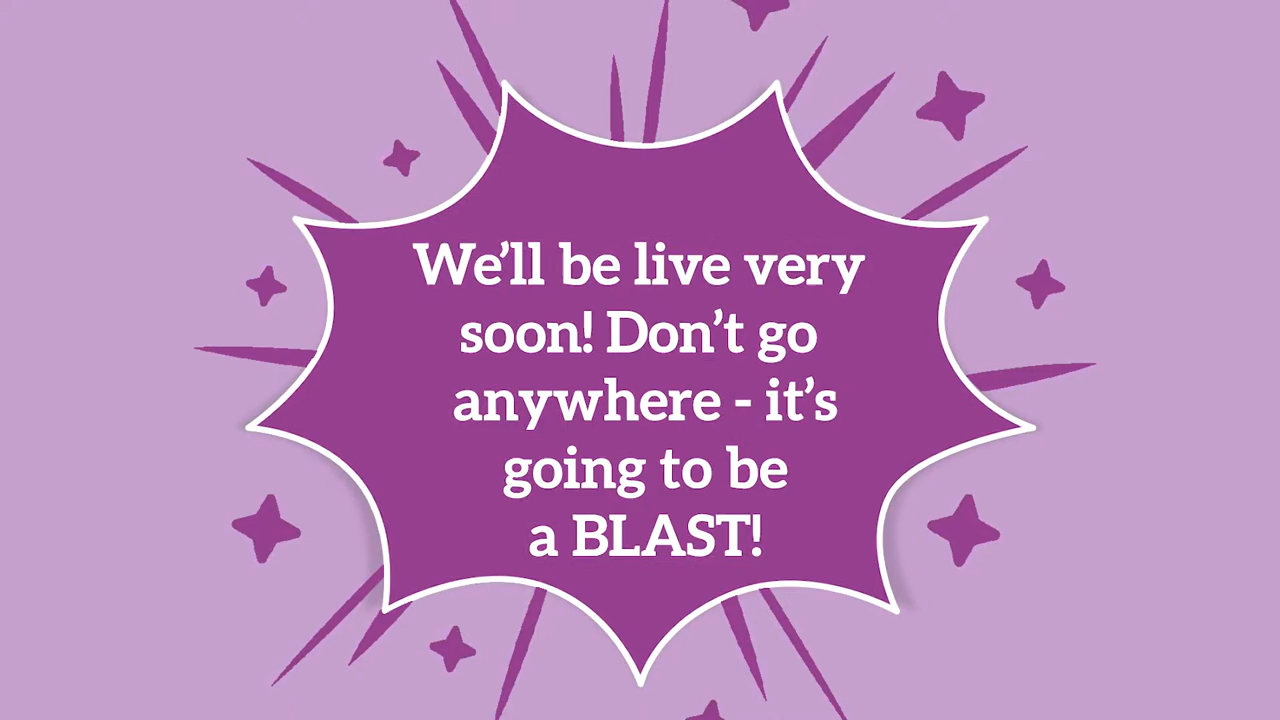 We’ll be live very
soon! Don’t go
anywhere - it’s
going to be
a BLAST!